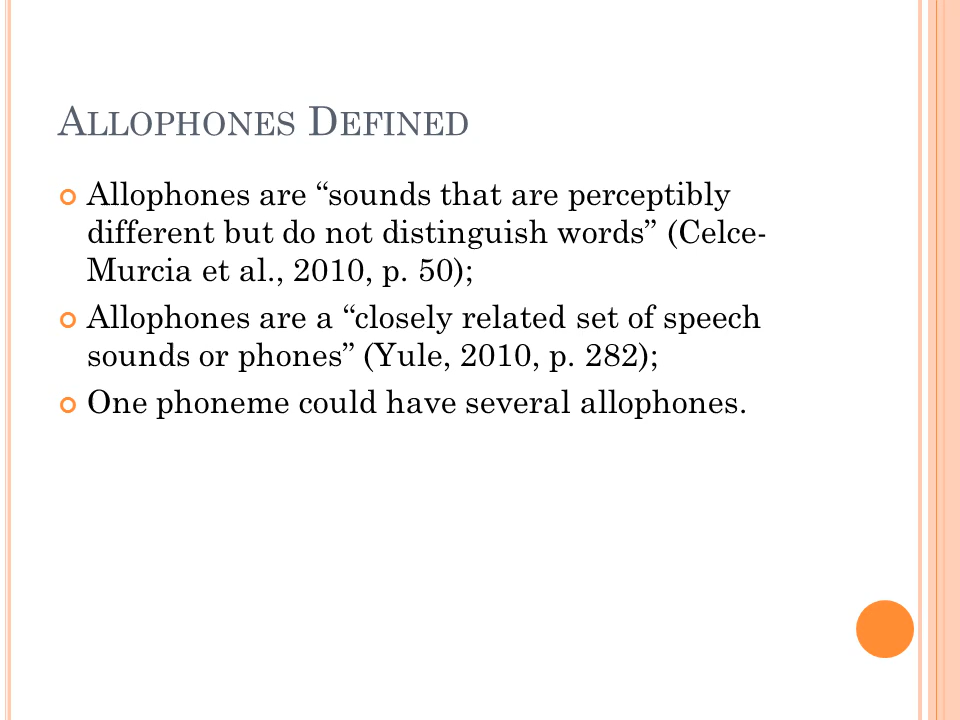 Allophones Defined
Allophones are “sounds that are perceptibly
different but do not distinguish words” (Celce-
Murcia et al., 2010, p. 50);
Allophones are a “closely related set of speech
sounds or phones” (Yule, 2010, p. 282);
One phoneme could have several allophones.